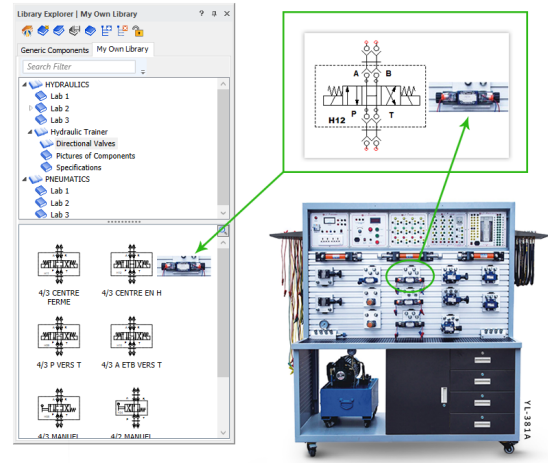 Library Explorer | My Own Library
Generic Components
My Own Library
Search Filter
HYDRAULICS
Lab 1
Lab 2
Lab 3
Hydraulic Trainer
Directional Valves
Pictures of Components
Specifications
PNEUMATICS
Lab 1
Lab 2
Lab 3
4/3 CENTRE FERME
4/3 CENTRE EN H
4/3 P VERS T
4/3 A ETB VERS T
4/3 MANUEL
4/2 MANUEL
A B
P T
H12
YL-381A